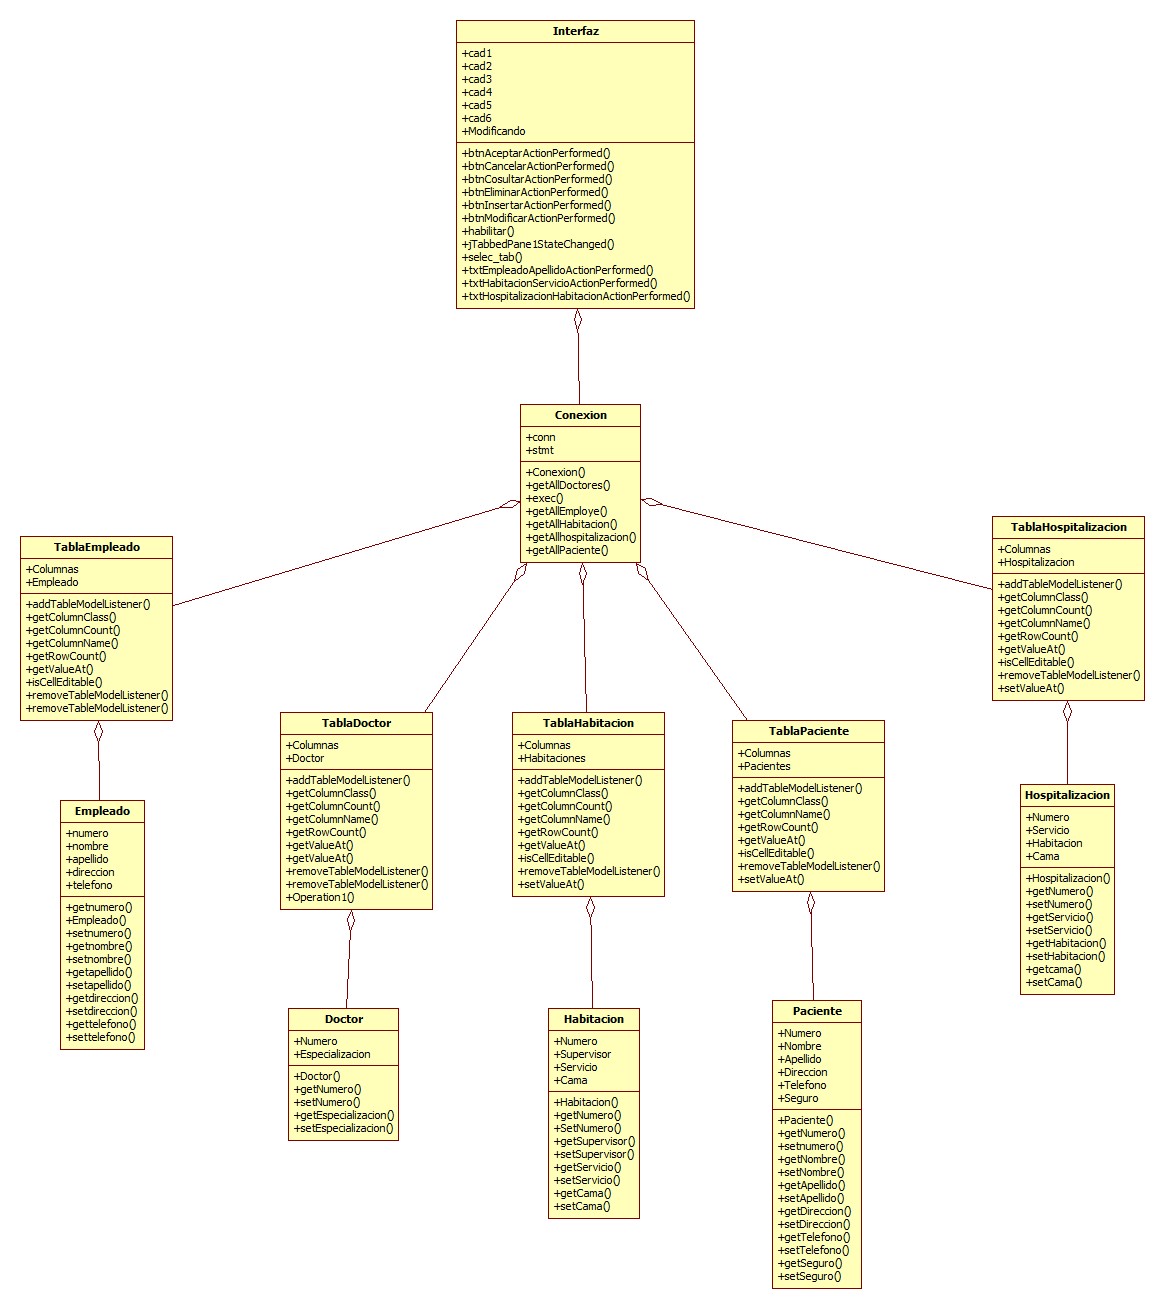 Interfaz
+cad1
+cad2
+cad3
+cad4
+cad5
+cad6
+Modificando
+btnAceptarActionPerformed()
+btnCancelarActionPerformed()
+btnCosultarActionPerformed()
+btnEliminarActionPerformed()
+btnInsertarActionPerformed()
+btnModificarActionPerformed()
+habilitar()
+jTabbedPane1StateChanged()
+selec_tab()
+txtEmpleadoApellidoActionPerformed()
+txtHabitacionServicioActionPerformed()
+txtHospitalizacionHabitacionActionPerformed()
Conexion
+conn
+stmt
+Conexion()
+getAllDoctores()
+exec()
+getAllEmploye()
+getAllHabitacion()
+getAllhospitalizacion()
+getAllPaciente()
TablaEmpleado
+Columnas
+Empleado
+addTableModelListener()
+getColumnClass()
+getColumnCount()
+getColumnName()
+getRowCount()
+getValueAt()
+isCellEditable()
+removeTableModelListener()
+removeTableModelListener()
Empleado
+numero
+nombre
+apellido
+direccion
+telefono
+getnumero()
+Empleado()
+setnumero()
+getnombre()
+setnombre()
+getapellido()
+setapellido()
+getdireccion()
+setdireccion()
+gettelefono()
+settelefono()
TablaDoctor
+Columnas
+Doctor
+addTableModelListener()
+getColumnClass()
+getColumnCount()
+getColumnName()
+getRowCount()
+getValueAt()
+getValueAt()
+removeTableModelListener()
+removeTableModelListener()
+Operation1()
Doctor
+Numero
+Especializacion
+Doctor()
+getNumero()
+setNumero()
+getEspecializacion()
+setEspecializacion()
TablaHabitacion
+Columnas
+Habitaciones
+addTableModelListener()
+getColumnClass()
+getColumnCount()
+getColumnName()
+getRowCount()
+getValueAt()
+isCellEditable()
+removeTableModelListener()
+setValueAt()
Habitacion
+Numero
+Supervisor
+Servicio
+Cama
+Habitacion()
+getNumero()
+SetNumero()
+getSupervisor()
+setSupervisor()
+getServicio()
+setServicio()
+getCama()
+setCama()
TablaPaciente
+Columnas
+Pacientes
+addTableModelListener()
+getColumnClass()
+getColumnName()
+getRowCount()
+getValueAt()
+isCellEditable()
+removeTableModelListener()
+setValueAt()
Paciente
+Numero
+Nombre
+Apellido
+Direccion
+Telefono
+Seguro
+Paciente()
+getNumero()
+setnumero()
+getNombre()
+setNombre()
+getApellido()
+setApellido()
+getDireccion()
+setDireccion()
+getTelefono()
+setTelefono()
+getSeguro()
+setSeguro()
TablaHospitalizacion
+Columnas
+Hospitalizacion
+addTableModelListener()
+getColumnClass()
+getColumnCount()
+getColumnName()
+getRowCount()
+getValueAt()
+isCellEditable()
+removeTableModelListener()
+setValueAt()
Hospitalizacion
+Numero
+Servicio
+Habitacion
+Cama
+Hospitalizacion()
+getNumero()
+setNumero()
+getServicio()
+setServicio()
+getHabitacion()
+setHabitacion()
+getcama()
+setCama()